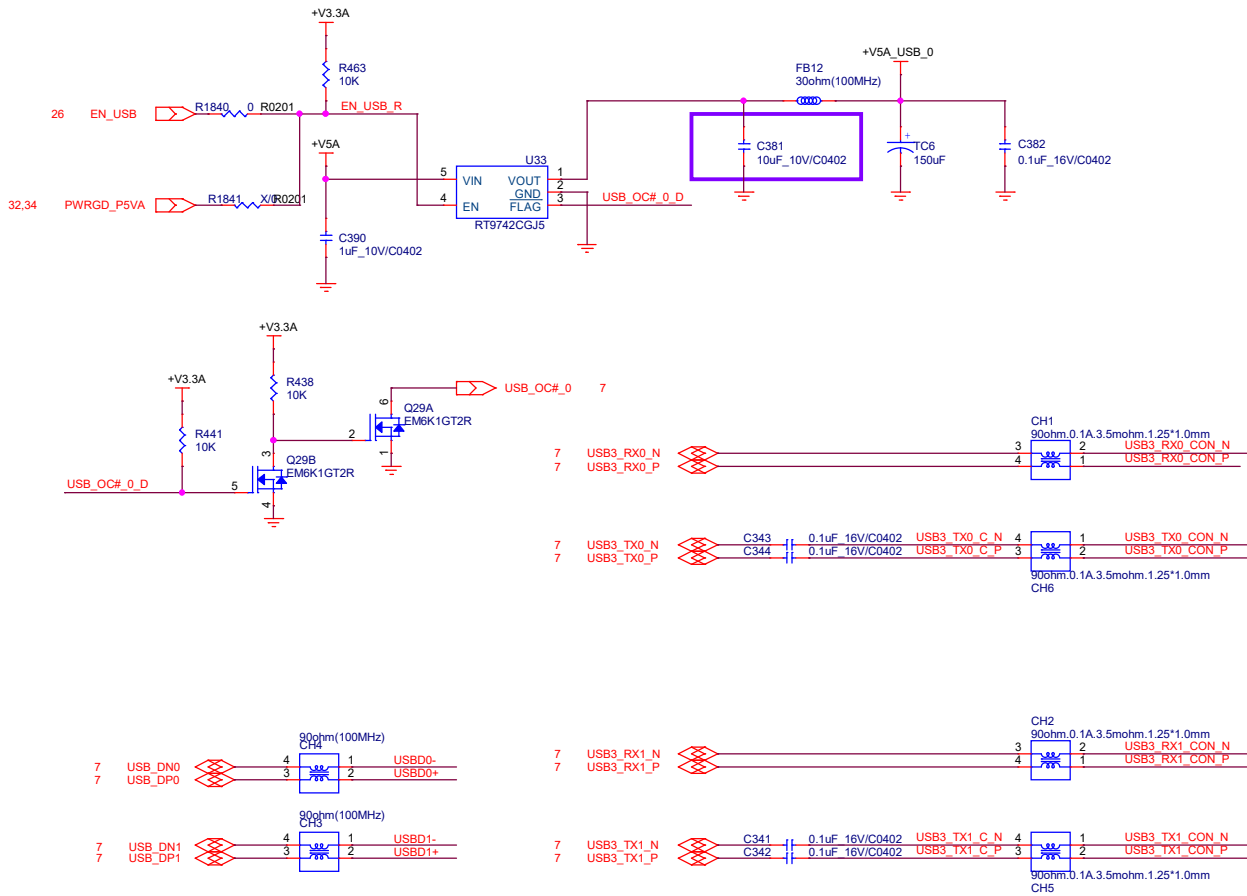 +V3.3A
R463
10K
26 EN_USB
R1840 0 R0201
EN_USB_R
+V5A
32,34 PWRGD_P5VA
R1841 X/0 R0201
C390
1uF_10V/C0402
U33
5 VIN VOUT 1
GND 2
4 EN FLAG 3
RT9742CGJ5
USB_OC#_0_D
FB12
30ohm(100MHz)
+V5A_USB_0
C381
10uF_10V/C0402
+
TC6
150uF
C382
0.1uF_16V/C0402
+V3.3A
R438
10K
+V3.3A
R441
10K
USB_OC#_0_D
5
3
Q29B
EM6K1GT2R
4
2
6
Q29A
EM6K1GT2R
1
USB_OC#_0 7
CH1
90ohm.0.1A.3.5mohm.1.25*1.0mm
7 USB3_RX0_N 3 2 USB3_RX0_CON_N
7 USB3_RX0_P 4 1 USB3_RX0_CON_P
7 USB3_TX0_N C343 0.1uF_16V/C0402 USB3_TX0_C_N 4 1 USB3_TX0_CON_N
7 USB3_TX0_P C344 0.1uF_16V/C0402 USB3_TX0_C_P 3 2 USB3_TX0_CON_P
90ohm.0.1A.3.5mohm.1.25*1.0mm
CH6
90ohm(100MHz)
CH4
7 USB_DN0 4 1 USBD0-
7 USB_DP0 3 2 USBD0+
90ohm(100MHz)
CH3
7 USB_DN1 4 1 USBD1-
7 USB_DP1 3 2 USBD1+
CH2
90ohm.0.1A.3.5mohm.1.25*1.0mm
7 USB3_RX1_N 3 2 USB3_RX1_CON_N
7 USB3_RX1_P 4 1 USB3_RX1_CON_P
7 USB3_TX1_N C341 0.1uF_16V/C0402 USB3_TX1_C_N 4 1 USB3_TX1_CON_N
7 USB3_TX1_P C342 0.1uF_16V/C0402 USB3_TX1_C_P 3 2 USB3_TX1_CON_P
90ohm.0.1A.3.5mohm.1.25*1.0mm
CH5